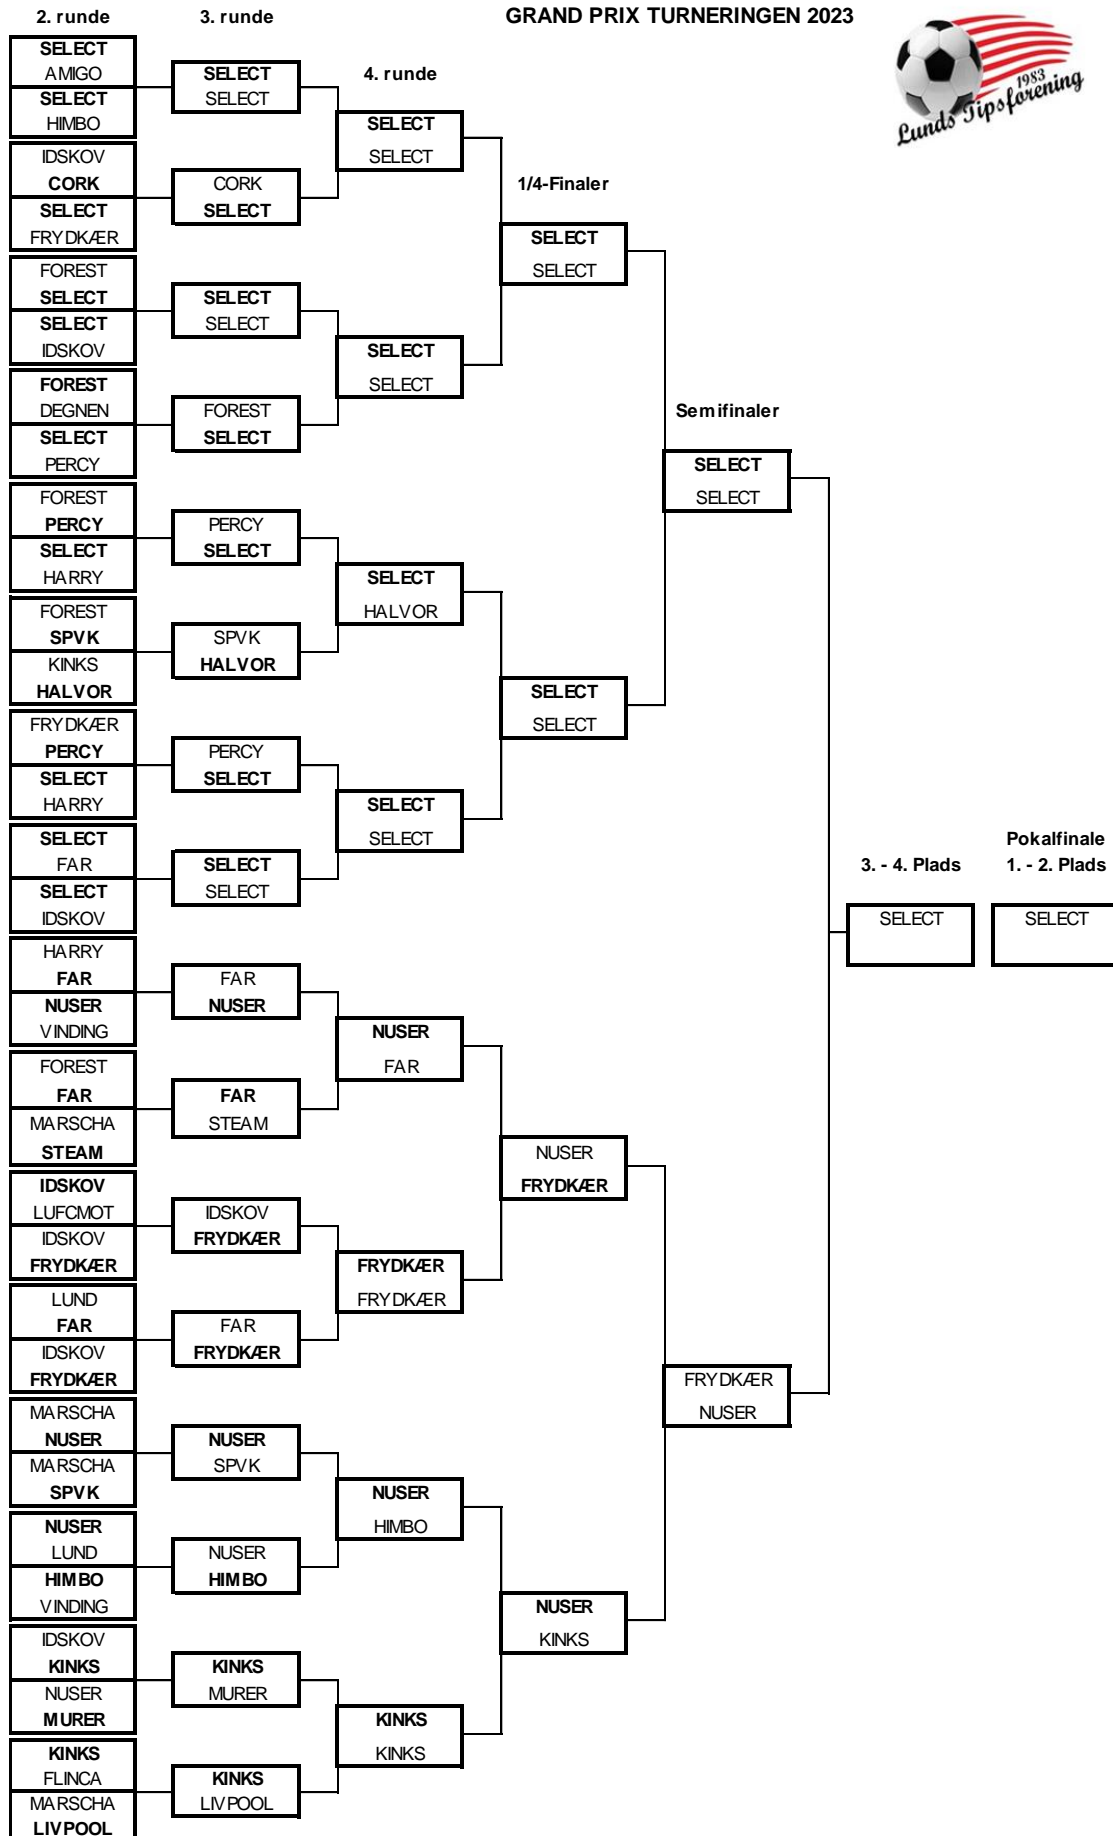 GRAND PRIX TURNERINGEN 2023
1983
Lunds Tipsforening
2. runde
SELECT
AMIGO
SELECT
HIMBO
IDSKOV
CORK
SELECT
FRYDKÆR
FOREST
SELECT
SELECT
IDSKOV
FOREST
DEGNEN
SELECT
PERCY
FOREST
PERCY
SELECT
HARRY
FOREST
SPVK
KINKS
HALVOR
FRYDKÆR
PERCY
SELECT
HARRY
SELECT
FAR
SELECT
IDSKOV
HARRY
FAR
NUSER
VINDING
FOREST
FAR
MARSCHA
STEAM
IDSKOV
LUFCMOT
IDSKOV
FRYDKÆR
LUND
FAR
IDSKOV
FRYDKÆR
MARSCHA
NUSER
MARSCHA
SPVK
NUSER
LUND
HIMBO
VINDING
IDSKOV
KINKS
NUSER
MURER
KINKS
FLINCA
MARSCHA
LIVPOOL
3. runde
SELECT
SELECT
CORK
SELECT
SELECT
SELECT
FOREST
SELECT
PERCY
SELECT
SPVK
HALVOR
PERCY
SELECT
SELECT
SELECT
FAR
NUSER
FAR
STEAM
IDSKOV
FRYDKÆR
FAR
FRYDKÆR
NUSER
SPVK
NUSER
HIMBO
KINKS
MURER
KINKS
LIVPOOL
4. runde
SELECT
SELECT
SELECT
SELECT
SELECT
HALVOR
SELECT
SELECT
NUSER
FAR
FRYDKÆR
FRYDKÆR
NUSER
HIMBO
KINKS
KINKS
1/4-Finaler
SELECT
SELECT
SELECT
SELECT
NUSER
FRYDKÆR
NUSER
KINKS
Semifinaler
SELECT
SELECT
FRYDKÆR
NUSER
3. - 4. Plads
SELECT
Pokalfinale
1. - 2. Plads
SELECT